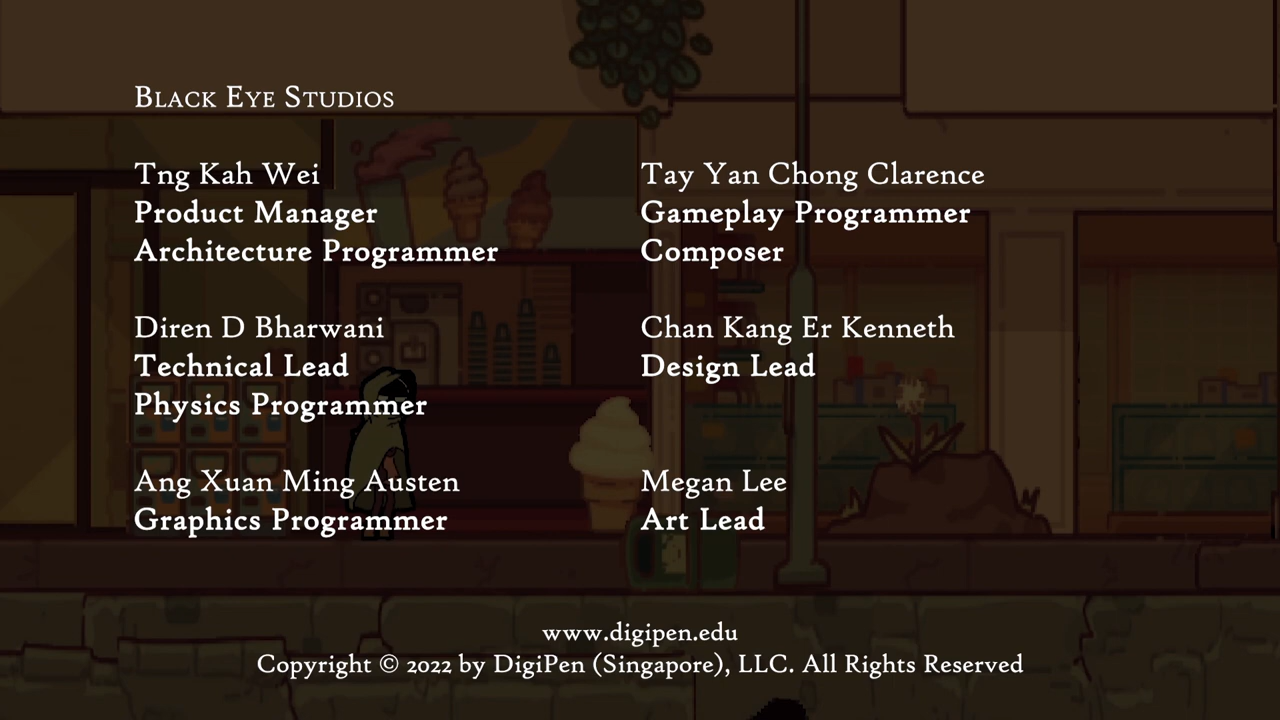 Black Eye Studios
Tng Kah Wei
Product Manager
Architecture Programmer
Diren D Bharwani
Technical Lead
Physics Programmer
Ang Xuan Ming Austen
Graphics Programmer
Tay Yan Chong Clarence
Gameplay Programmer
Composer
Chan Kang Er Kenneth
Design Lead
Megan Lee
Art Lead
www.digipen.edu
Copyright © 2022 by DigiPen (Singapore), LLC. All Rights Reserved